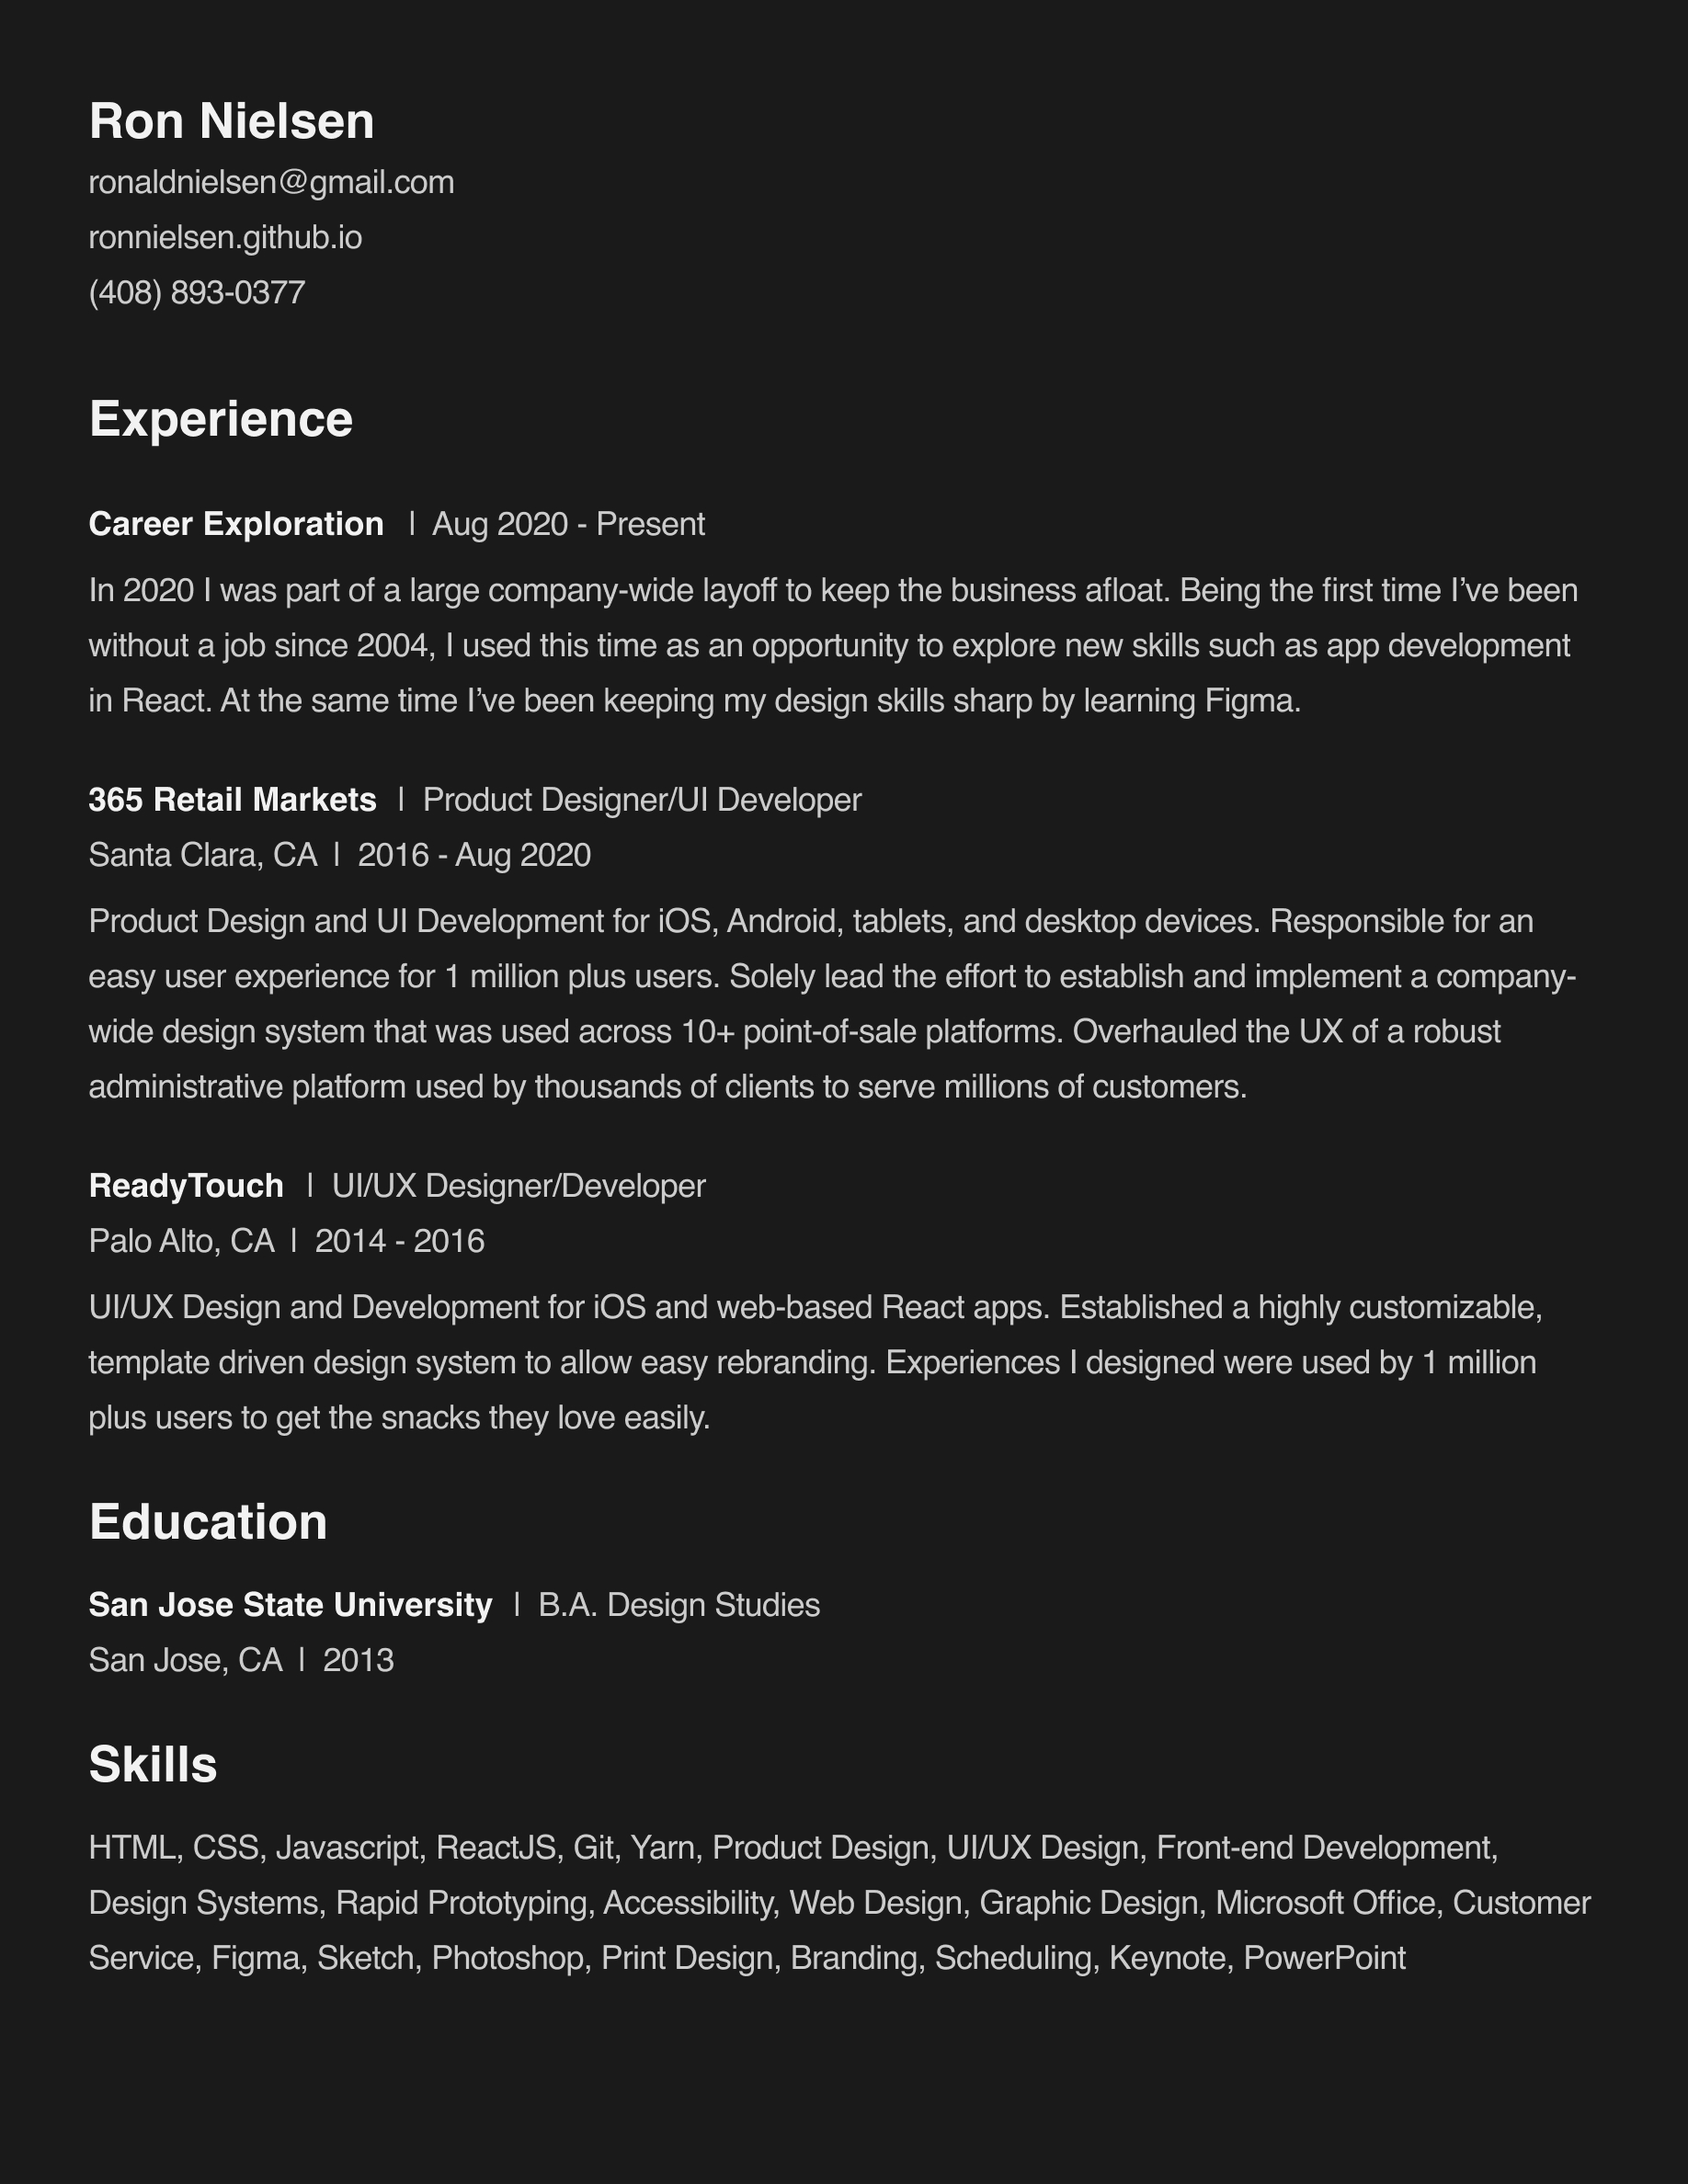 Ron Nielsen
ronaldnielsen@gmail.com
ronnielsen.github.io
(408) 893-0377
Experience
Career Exploration | Aug 2020 - Present
In 2020 I was part of a large company-wide layoff to keep the business afloat. Being the first time I’ve been
without a job since 2004, I used this time as an opportunity to explore new skills such as app development
in React. At the same time I’ve been keeping my design skills sharp by learning Figma.
365 Retail Markets | Product Designer/UI Developer
Santa Clara, CA | 2016 - Aug 2020
Product Design and UI Development for iOS, Android, tablets, and desktop devices. Responsible for an
easy user experience for 1 million plus users. Solely lead the effort to establish and implement a company-
wide design system that was used across 10+ point-of-sale platforms. Overhauled the UX of a robust
administrative platform used by thousands of clients to serve millions of customers.
ReadyTouch | UI/UX Designer/Developer
Palo Alto, CA | 2014 - 2016
UI/UX Design and Development for iOS and web-based React apps. Established a highly customizable,
template driven design system to allow easy rebranding. Experiences I designed were used by 1 million
plus users to get the snacks they love easily.
Education
San Jose State University | B.A. Design Studies
San Jose, CA | 2013
Skills
HTML, CSS, Javascript, ReactJS, Git, Yarn, Product Design, UI/UX Design, Front-end Development,
Design Systems, Rapid Prototyping, Accessibility, Web Design, Graphic Design, Microsoft Office, Customer
Service, Figma, Sketch, Photoshop, Print Design, Branding, Scheduling, Keynote, PowerPoint